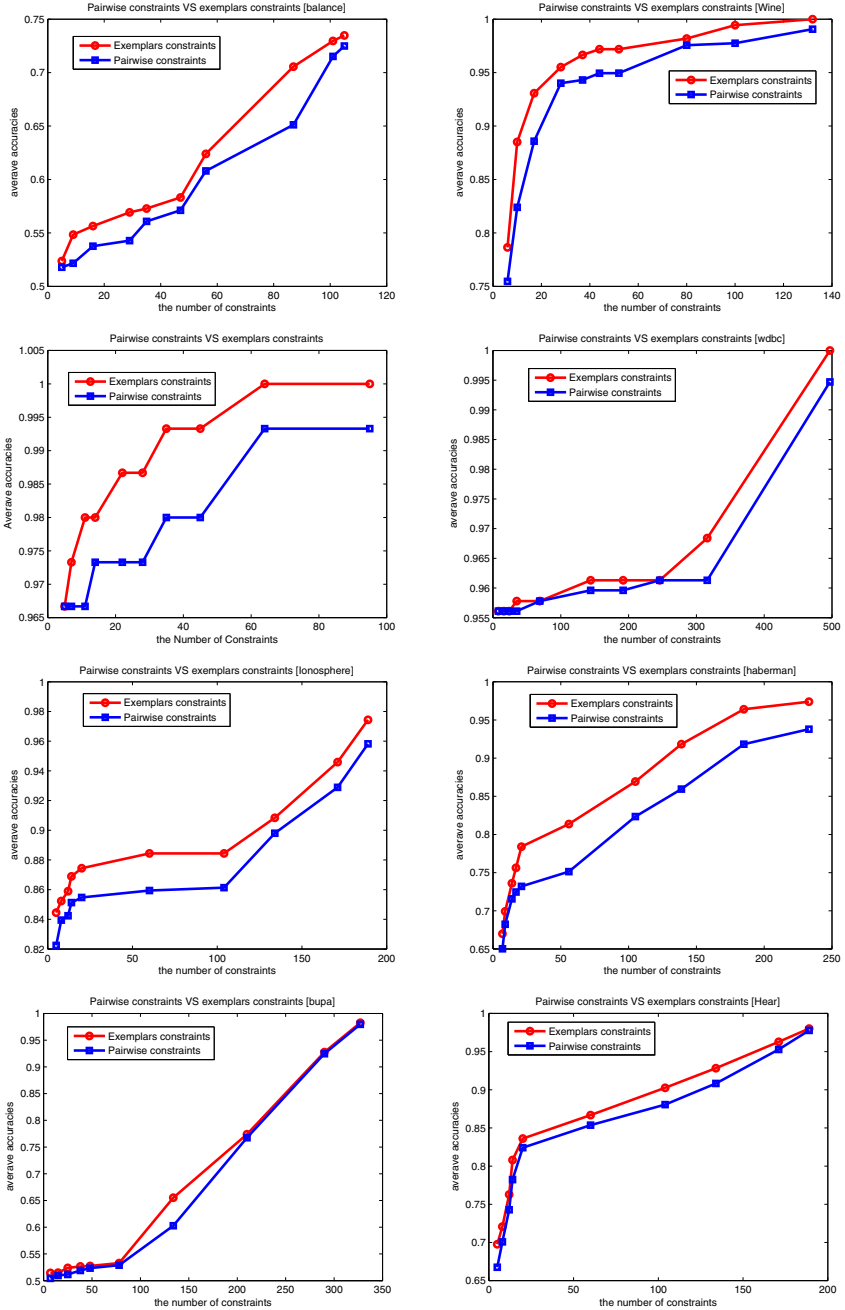 Pairwise constraints VS exemplars constraints [balance]
0.75
0.7
0.65
0.6
0.55
0.5
0 20 40 60 80 100 120
averave accuracies
the number of constraints
Exemplars constraints
Pairwise constraints
Pairwise constraints VS exemplars constraints [Wine]
1
0.95
0.9
0.85
0.8
0.75
0 20 40 60 80 100 120 140
averave accuracies
the number of constraints
Exemplars constraints
Pairwise constraints
Pairwise constraints VS exemplars constraints
1.005
1
0.995
0.99
0.985
0.98
0.975
0.97
0.965
0 20 40 60 80 100
Averave accuracies
the Number of Constraints
Exemplars constraints
Pairwise constraints
Pairwise constraints VS exemplars constraints [wdbc]
1
0.995
0.99
0.985
0.98
0.975
0.97
0.965
0.96
0.955
0 100 200 300 400 500
averave accuracies
the number of constraints
Exemplars constraints
Pairwise constraints
Pairwise constraints VS exemplars constraints [Ionosphere]
1
0.98
0.96
0.94
0.92
0.9
0.88
0.86
0.84
0.82
0 50 100 150 200
averave accuracies
the number of constraints
Exemplars constraints
Pairwise constraints
Pairwise constraints VS exemplars constraints [haberman]
1
0.95
0.9
0.85
0.8
0.75
0.7
0.65
0 50 100 150 200 250
averave accuracies
the number of constraints
Exemplars constraints
Pairwise constraints
Pairwise constraints VS exemplars constraints [bupa]
1
0.95
0.9
0.85
0.8
0.75
0.7
0.65
0.6
0.55
0.5
0 50 100 150 200 250 300 350
averave accuracies
the number of constraints
Exemplars constraints
Pairwise constraints
Pairwise constraints VS exemplars constraints [Hear]
1
0.95
0.9
0.85
0.8
0.75
0.7
0.65
0 50 100 150 200
averave accuracies
the number of constraints
Exemplars constraints
Pairwise constraints